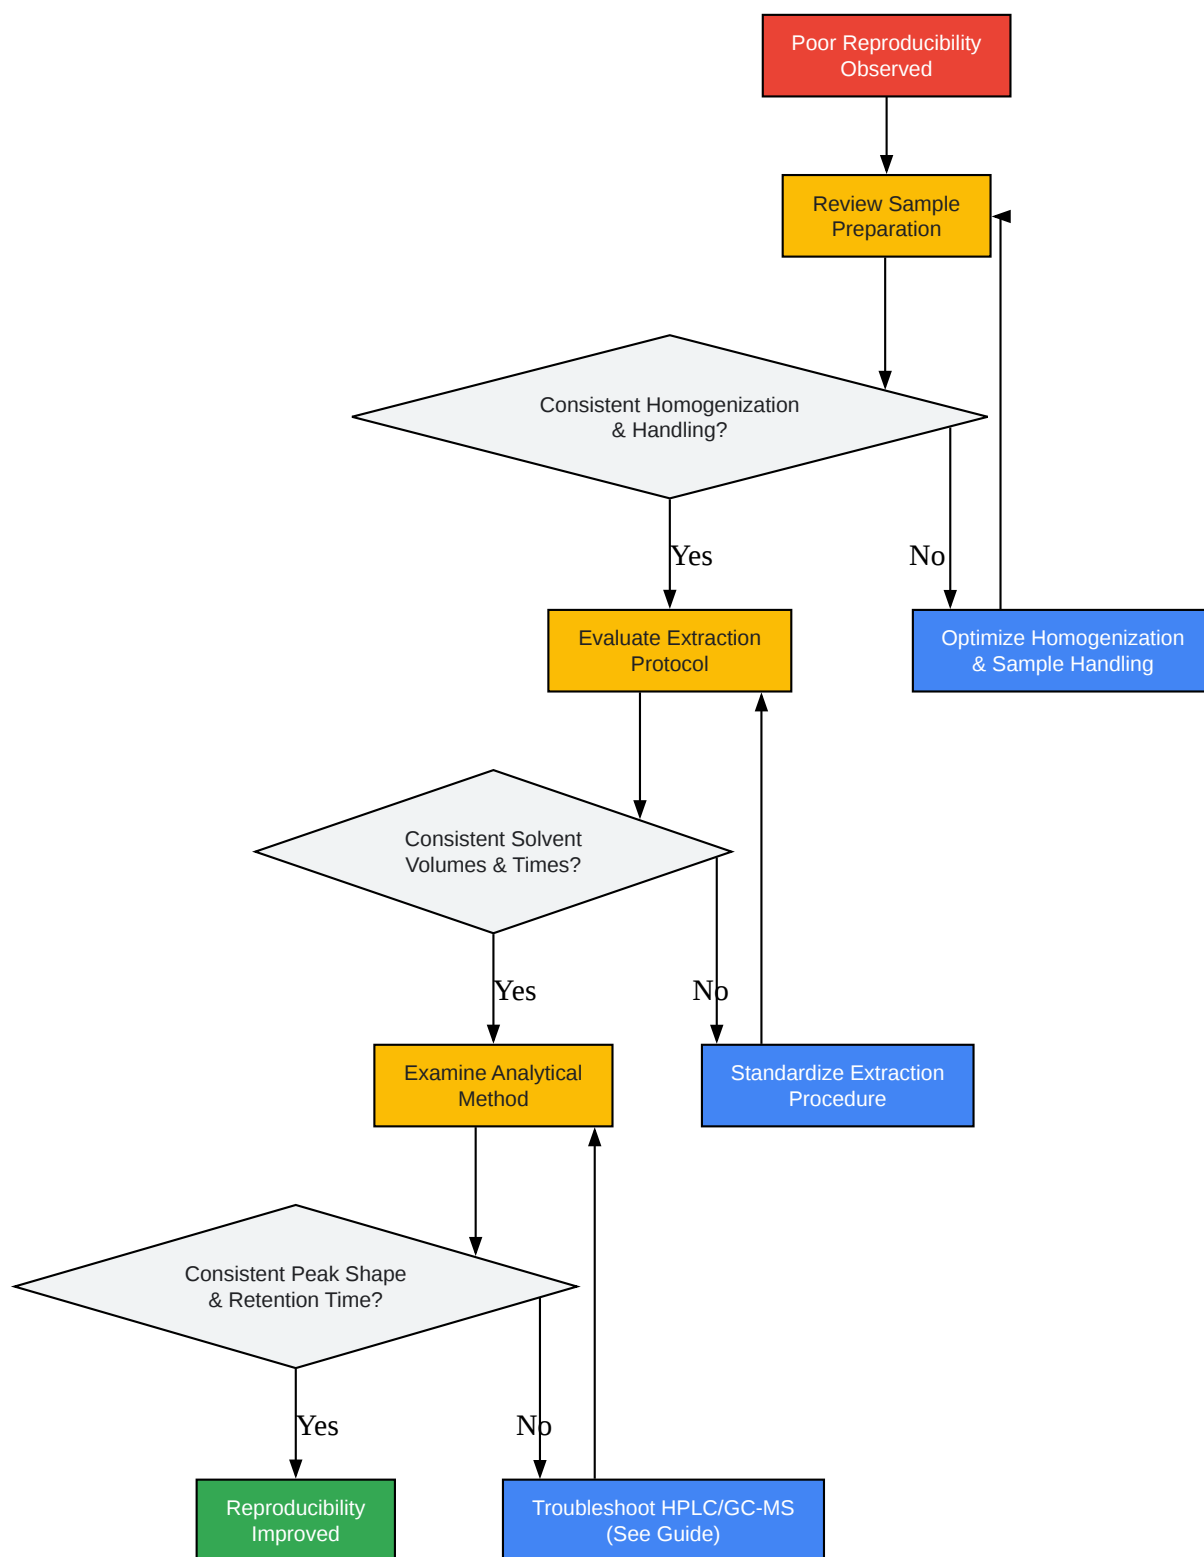 Poor Reproducibility
Observed
Review Sample
Preparation
Consistent Homogenization
& Handling?
Yes
No
Evaluate Extraction
Protocol
Optimize Homogenization
& Sample Handling
Consistent Solvent
Volumes & Times?
Yes
No
Examine Analytical
Method
Standardize Extraction
Procedure
Consistent Peak Shape
& Retention Time?
Yes
No
Reproducibility
Improved
Troubleshoot HPLC/GC-MS
(See Guide)